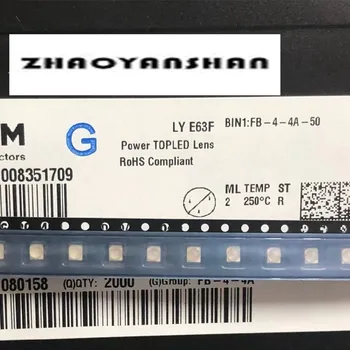 ZHAOYANSHAN
M
G
LY E63F
BIN1:FB-4-4A-50
ctors
Power TOPLED Lens
RoHS Compliant
008351709
ML TEMP ST
2 250°C R
080158 (Q)QTY: 2000 (G)Group: FB-4-4A